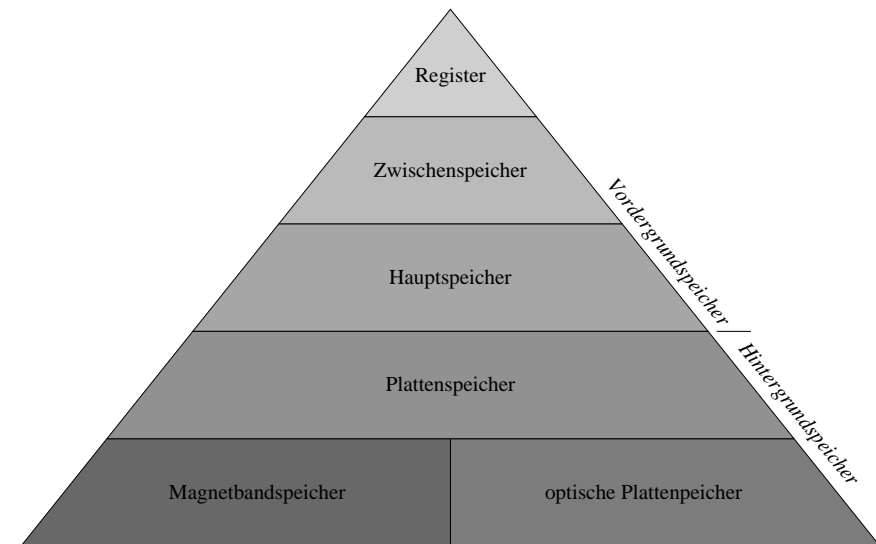 Register
Zwischenspeicher
Vordergrundspeicher
Hauptspeicher
Hintergrundspeicher
Plattenspeicher
Magnetbandspeicher
optische Plattenpeicher